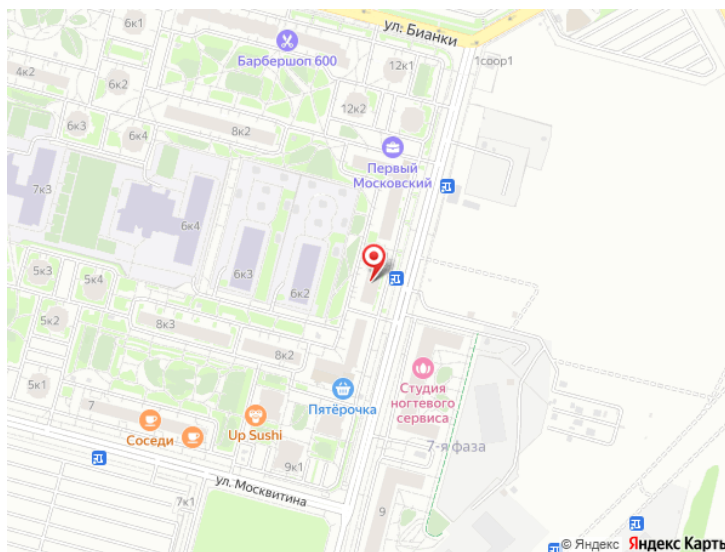 6к1
ул. Бианки
Барбершоп 600
12к1
1соор1
4к2
12к2
6к3
6к4
8к2
Первый
Московский
7к3
6к4
5к3
5к4
6к3
6к2
5к2
8к3
8к2
Студия
ногтевого
сервиса
5к1
Пятёрочка
7
Соседи
Up Sushi
7-я фаза
9к1
ул. Москвитина
7к1
9
© Яндекс Яндекс Карты